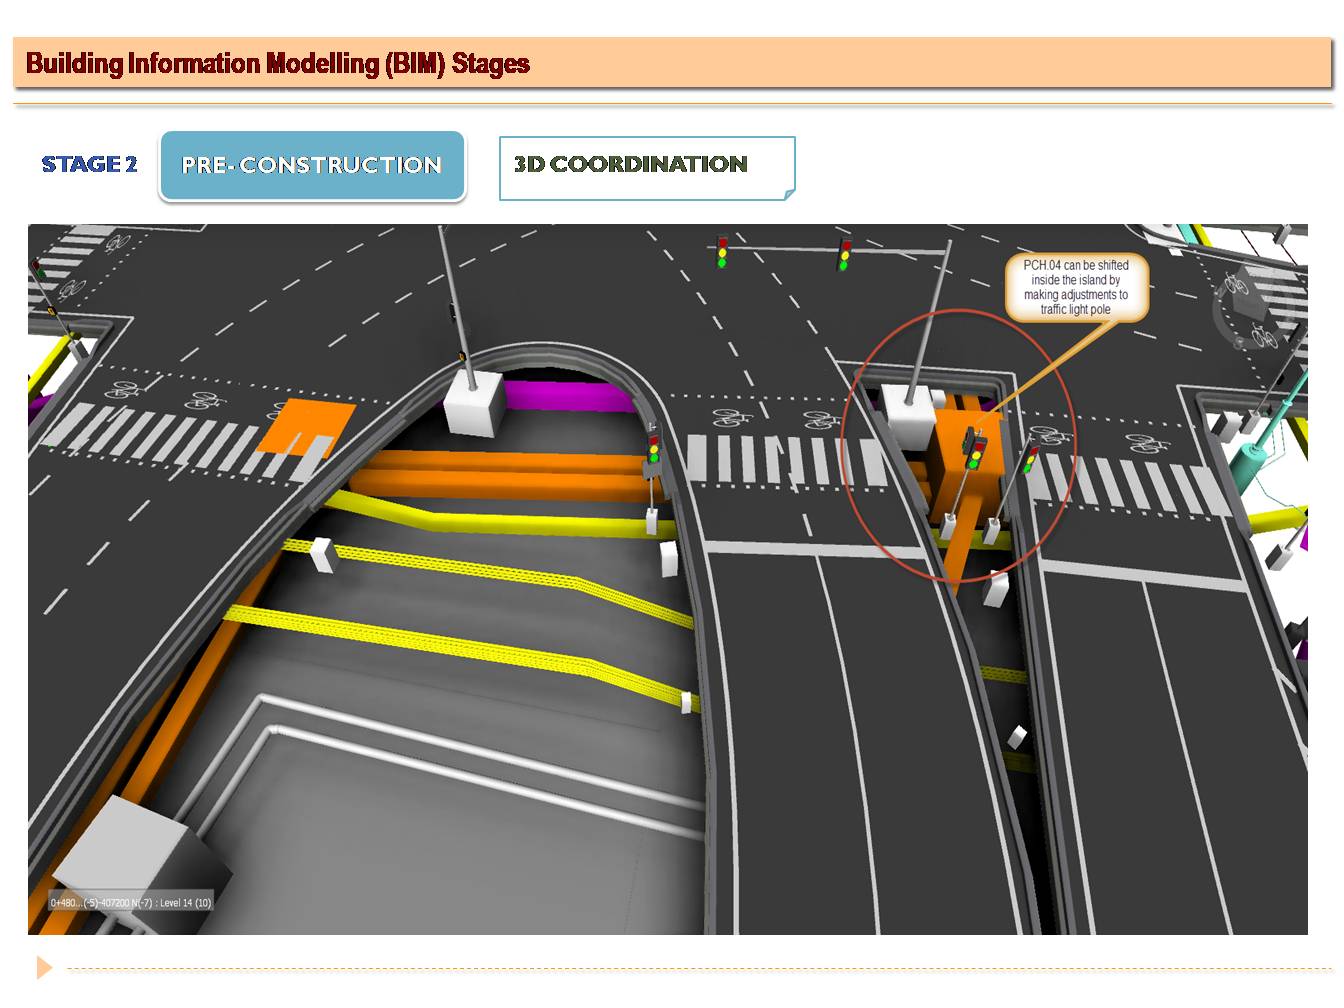 Building Information Modelling (BIM) Stages
STAGE 2
PRE- CONSTRUCTION
3D COORDINATION
PCH.04 can be shifted
inside the island by
making adjustments to
traffic light pole
0+480...(-5)-407200 N(-7) : Level 14 (10)